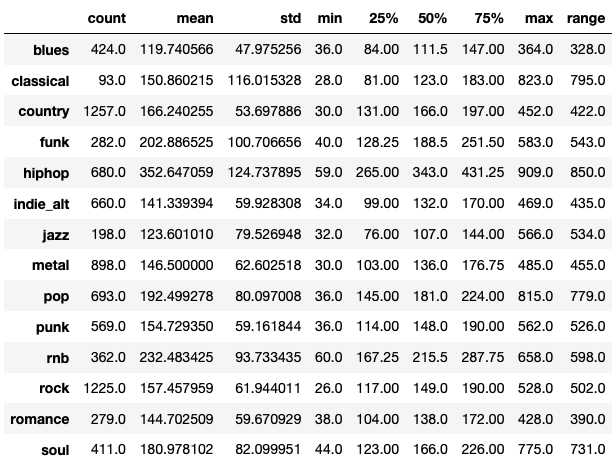 count mean std min 25% 50% 75% max range
blues 424.0 119.740566 47.975256 36.0 84.00 111.5 147.00 364.0 328.0
classical 93.0 150.860215 116.015328 28.0 81.00 123.0 183.00 823.0 795.0
country 1257.0 166.240255 53.697886 30.0 131.00 166.0 197.00 452.0 422.0
funk 282.0 202.886525 100.706656 40.0 128.25 188.5 251.50 583.0 543.0
hiphop 680.0 352.647059 124.737895 59.0 265.00 343.0 431.25 909.0 850.0
indie_alt 660.0 141.339394 59.928308 34.0 99.00 132.0 170.00 469.0 435.0
jazz 198.0 123.601010 79.526948 32.0 76.00 107.0 144.00 566.0 534.0
metal 898.0 146.500000 62.602518 30.0 103.00 136.0 176.75 485.0 455.0
pop 693.0 192.499278 80.097008 36.0 145.00 181.0 224.00 815.0 779.0
punk 569.0 154.729350 59.161844 36.0 114.00 148.0 190.00 562.0 526.0
rnb 362.0 232.483425 93.733435 60.0 167.25 215.5 287.75 658.0 598.0
rock 1225.0 157.457959 61.944011 26.0 117.00 149.0 190.00 528.0 502.0
romance 279.0 144.702509 59.670929 38.0 104.00 138.0 172.00 428.0 390.0
soul 411.0 180.978102 82.099951 44.0 123.00 166.0 226.00 775.0 731.0